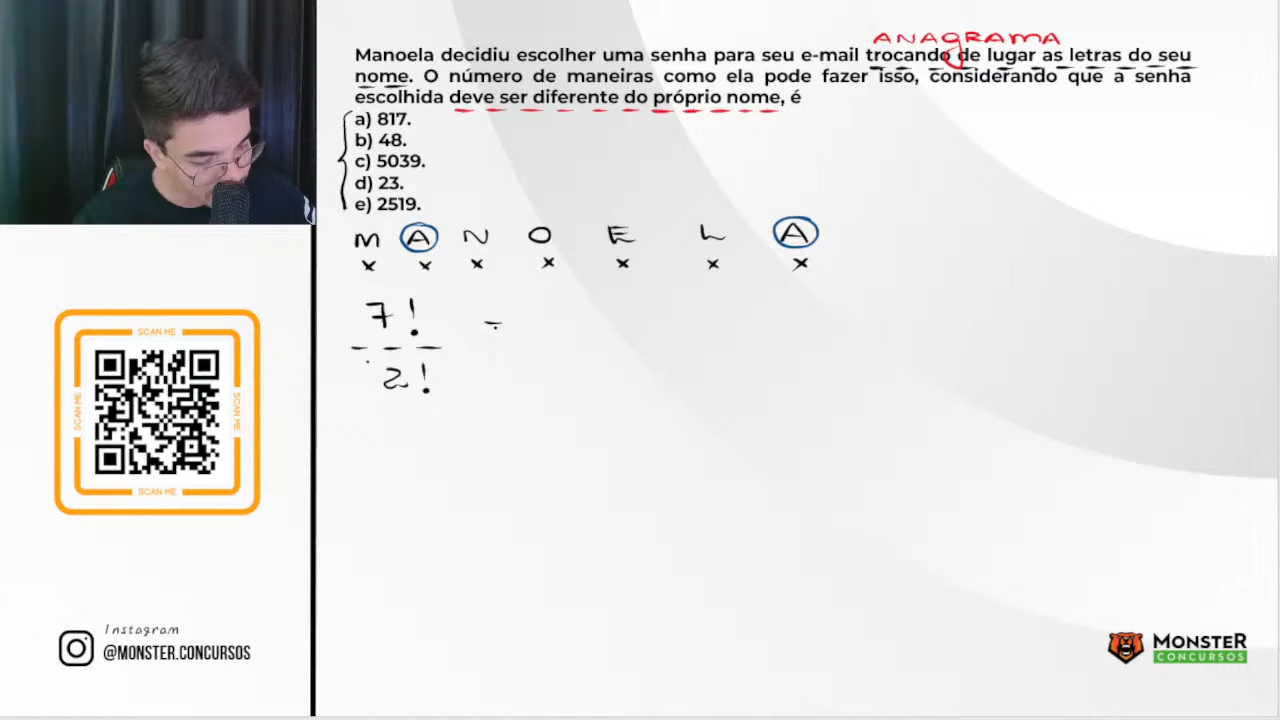 ANAGRAMA
Manoela decidiu escolher uma senha para seu e-mail trocando de lugar as letras do seu
nome. O número de maneiras como ela pode fazer isso, considerando que a senha
escolhida deve ser diferente do próprio nome, é
a) 817.
b) 48.
c) 5039.
d) 23.
e) 2519.
M A N O E L A
x x x x x x x
7! =
2!
SCAN ME
SCAN ME
SCAN ME
SCAN ME
Instagram
@MONSTER.CONCURSOS
MONSTER
CONCURSOS